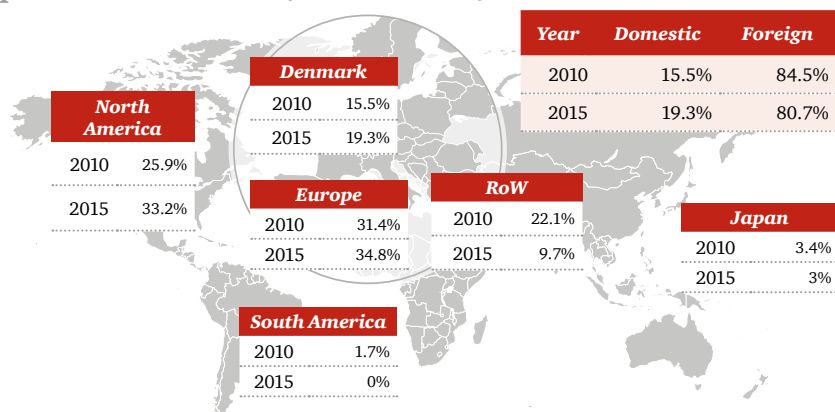 Year Domestic Foreign
2010 15.5% 84.5%
2015 19.3% 80.7%
Denmark
2010 15.5%
2015 19.3%
North
America
2010 25.9%
2015 33.2%
Europe
2010 31.4%
2015 34.8%
RoW
2010 22.1%
2015 9.7%
Japan
2010 3.4%
2015 3%
South America
2010 1.7%
2015 0%